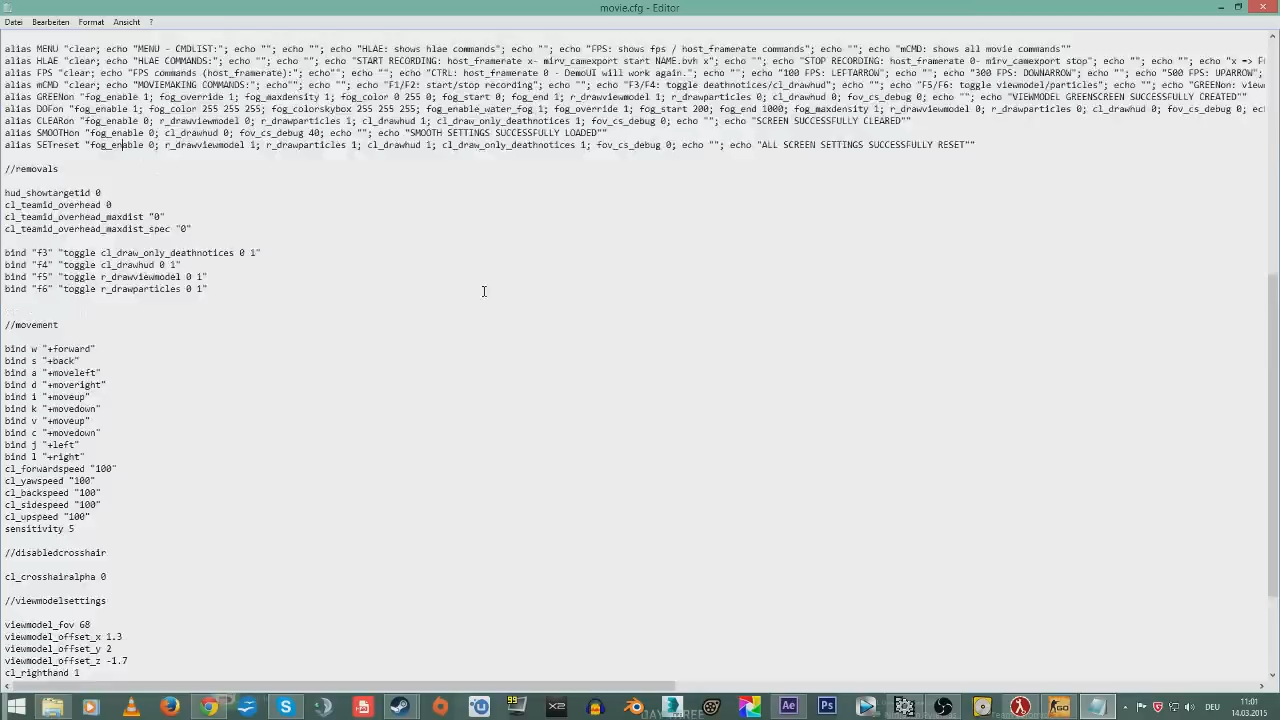 movie.cfg - Editor
Datei Bearbeiten Format Ansicht ?
alias MENU "clear; echo "MENU - CMDLIST:"; echo ""; echo ""; echo "HLAE: shows hlae commands"; echo ""; echo "FPS: shows fps / host_framerate commands"; echo ""; echo "mCMD: shows all movie commands""
alias HLAE "clear; echo "HLAE COMMANDS:"; echo ""; echo ""; echo "START RECORDING: host_framerate x- mirv_camexport start NAME.bvh x"; echo ""; echo "STOP RECORDING: host_framerate 0- mirv_camexport stop"; echo ""; echo "x =>
alias FPS "clear; echo "FPS commands (host_framerate):"; echo""; echo ""; echo "CTRL: host_framerate 0 - DemoUI will work again."; echo ""; echo "100 FPS: LEFTARROW"; echo ""; echo "300 FPS: DOWNARROW"; echo ""; echo "500 FPS: UPARROW";
alias mCMD "clear; echo "MOVIEMAKING COMMANDS:"; echo""; echo ""; echo "F1/F2: start/stop recording"; echo ""; echo "F3/F4: toggle deathnotices/cl_drawhud"; echo ""; echo "F5/F6: toggle viewmodel/particles"; echo ""; echo "GREENon:
alias GREENon "fog_enable 1; fog_override 1; fog_maxdensity 1; fog_color 0 255 0; fog_start 0; fog_end 1; r_drawviewmodel 1; r_drawparticles 0; cl_drawhud 0; fov_cs_debug 0; echo ""; echo "VIEWMODEL GREENSCREEN SUCCESSFULLY CREATED""
alias DOFon "fog_enable 1; fog_color 255 255 255; fog_colorskybox 255 255 255; fog_enable_water_fog 1; fog_override 1; fog_start 200; fog_end 1000; fog_maxdensity 1; r_drawviewmodel 0; r_drawparticles 0; cl_drawhud 0; fov_cs_debug 0;
alias CLEARon "fog_enable 0; r_drawviewmodel 0; r_drawparticles 1; cl_drawhud 1; cl_draw_only_deathnotices 1; fov_cs_debug 0; echo ""; echo "SCREEN SUCCESSFULLY CLEARED""
alias SMOOTHon "fog_enable 0; cl_drawhud 0; fov_cs_debug 40; echo ""; echo "SMOOTH SETTINGS SUCCESSFULLY LOADED""
alias SETreset "fog_enable 0; r_drawviewmodel 1; r_drawparticles 1; cl_drawhud 1; cl_draw_only_deathnotices 1; fov_cs_debug 0; echo ""; echo "ALL SCREEN SETTINGS SUCCESSFULLY RESET""
//removals
hud_showtargetid 0
cl_teamid_overhead 0
cl_teamid_overhead_maxdist "0"
cl_teamid_overhead_maxdist_spec "0"
bind "f3" "toggle cl_draw_only_deathnotices 0 1"
bind "f4" "toggle cl_drawhud 0 1"
bind "f5" "toggle r_drawviewmodel 0 1"
bind "f6" "toggle r_drawparticles 0 1"
//movement
bind w "+forward"
bind s "+back"
bind a "+moveleft"
bind d "+moveright"
bind i "+moveup"
bind k "+movedown"
bind v "+moveup"
bind c "+movedown"
bind j "+left"
bind l "+right"
cl_forwardspeed "100"
cl_yawspeed "100"
cl_backspeed "100"
cl_sidespeed "100"
cl_upspeed "100"
sensitivity 5
//disabledcrosshair
cl_crosshairalpha 0
//viewmodelsettings
viewmodel_fov 68
viewmodel_offset_x 1.3
viewmodel_offset_y 2
viewmodel_offset_z -1.7
cl_righthand 1
DEU
11:01
14.03.2015